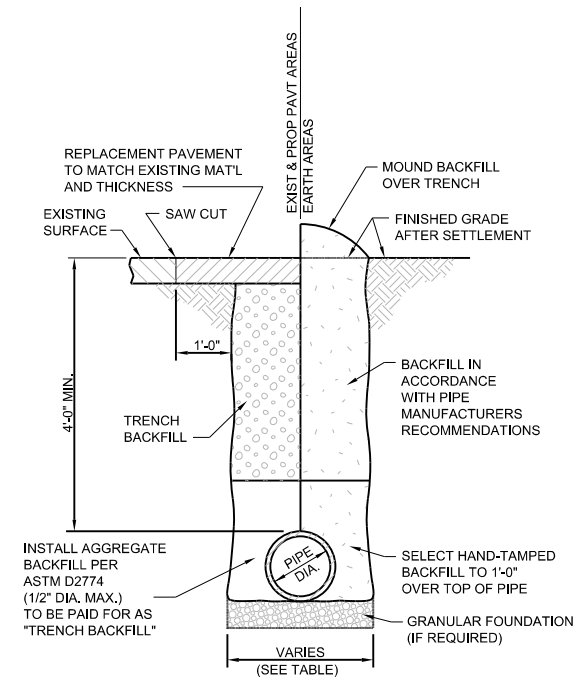 EXIST & PROP PAVT AREAS
EARTH AREAS
REPLACEMENT PAVEMENT
TO MATCH EXISTING MAT'L
AND THICKNESS
MOUND BACKFILL
OVER TRENCH
EXISTING
SURFACE
SAW CUT
FINISHED GRADE
AFTER SETTLEMENT
1'-0"
4'-0" MIN.
TRENCH
BACKFILL
BACKFILL IN
ACCORDANCE
WITH PIPE
MANUFACTURERS
RECOMMENDATIONS
INSTALL AGGREGATE
BACKFILL PER
ASTM D2774
(1/2" DIA. MAX.)
TO BE PAID FOR AS
"TRENCH BACKFILL"
PIPE
DIA.
SELECT HAND-TAMPED
BACKFILL TO 1'-0"
OVER TOP OF PIPE
GRANULAR FOUNDATION
(IF REQUIRED)
VARIES
(SEE TABLE)